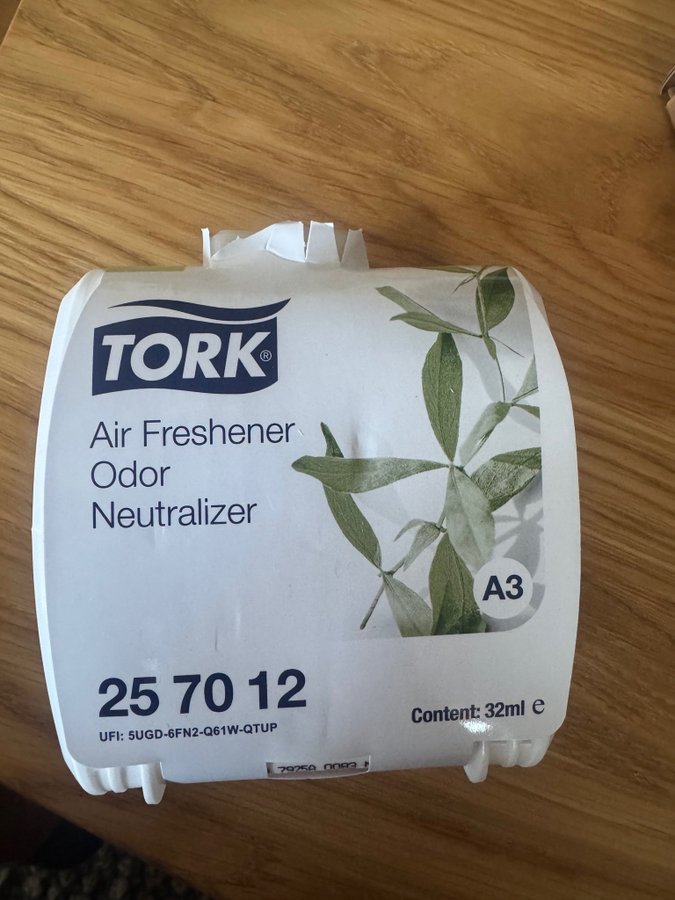 TORK®
Air Freshener
Odor
Neutralizer
A3
25 70 12
Content: 32ml ℮
UFI: 5UGD-6FN2-Q61W-QTUP